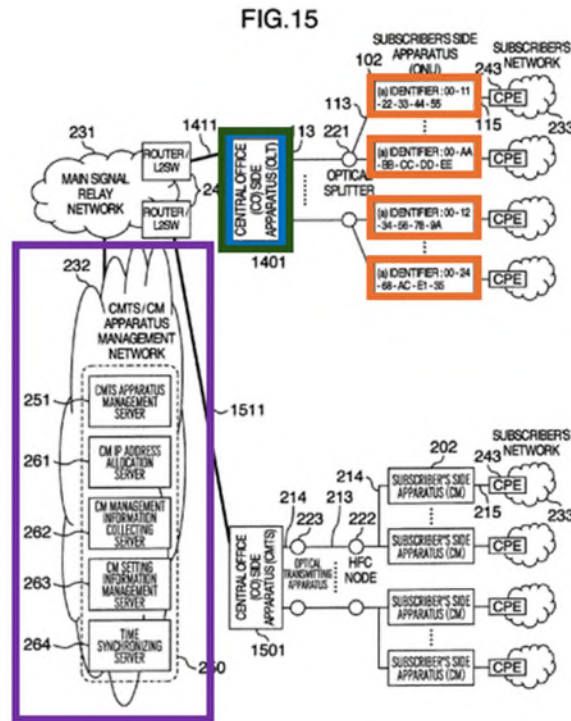 FIG.15
SUBSCRIBER'S SIDE
APPARATUS
(ONU)
SUBSCRIBER'S
NETWORK
102
243
CPE
233
(a) IDENTIFIER : 00 - 11
- 22 - 33 - 44 - 55
113
115
231
1411
13
221
ROUTER /
L2SW
MAIN SIGNAL
RELAY
NETWORK
24
ROUTER /
L2SW
CENTRAL OFFICE
(CO) SIDE
APPARATUS (OLT)
1401
OPTICAL
SPLITTER
(a) IDENTIFIER : 00 - AA
- BB - CC - DD - EE
CPE
(a) IDENTIFIER : 00 - 12
- 34 - 56 - 78 - 9A
CPE
(a) IDENTIFIER : 00 - 24
- 68 - AC - E1 - 35
CPE
232
CMTS / CM
APPARATUS
MANAGEMENT
NETWORK
251
CMTS APPARATUS
MANAGEMENT
SERVER
1511
261
CM IP ADDRESS
ALLOCATION
SERVER
262
CM MANAGEMENT
INFORMATION
COLLECTING SERVER
263
CM SETTING
INFORMATION
MANAGEMENT
SERVER
264
TIME
SYNCHRONIZING
SERVER
CENTRAL OFFICE
(CO) SIDE
APPARATUS (CMTS)
1501
214
223
213
222
OPTICAL
TRANSMITTING
APPARATUS
HFC
NODE
214
202
243
SUBSCRIBER'S
NETWORK
SUBSCRIBER'S SIDE
APPARATUS (CM)
215
CPE
233
SUBSCRIBER'S SIDE
APPARATUS (CM)
CPE
SUBSCRIBER'S SIDE
APPARATUS (CM)
CPE
SUBSCRIBER'S SIDE
APPARATUS (CM)
CPE